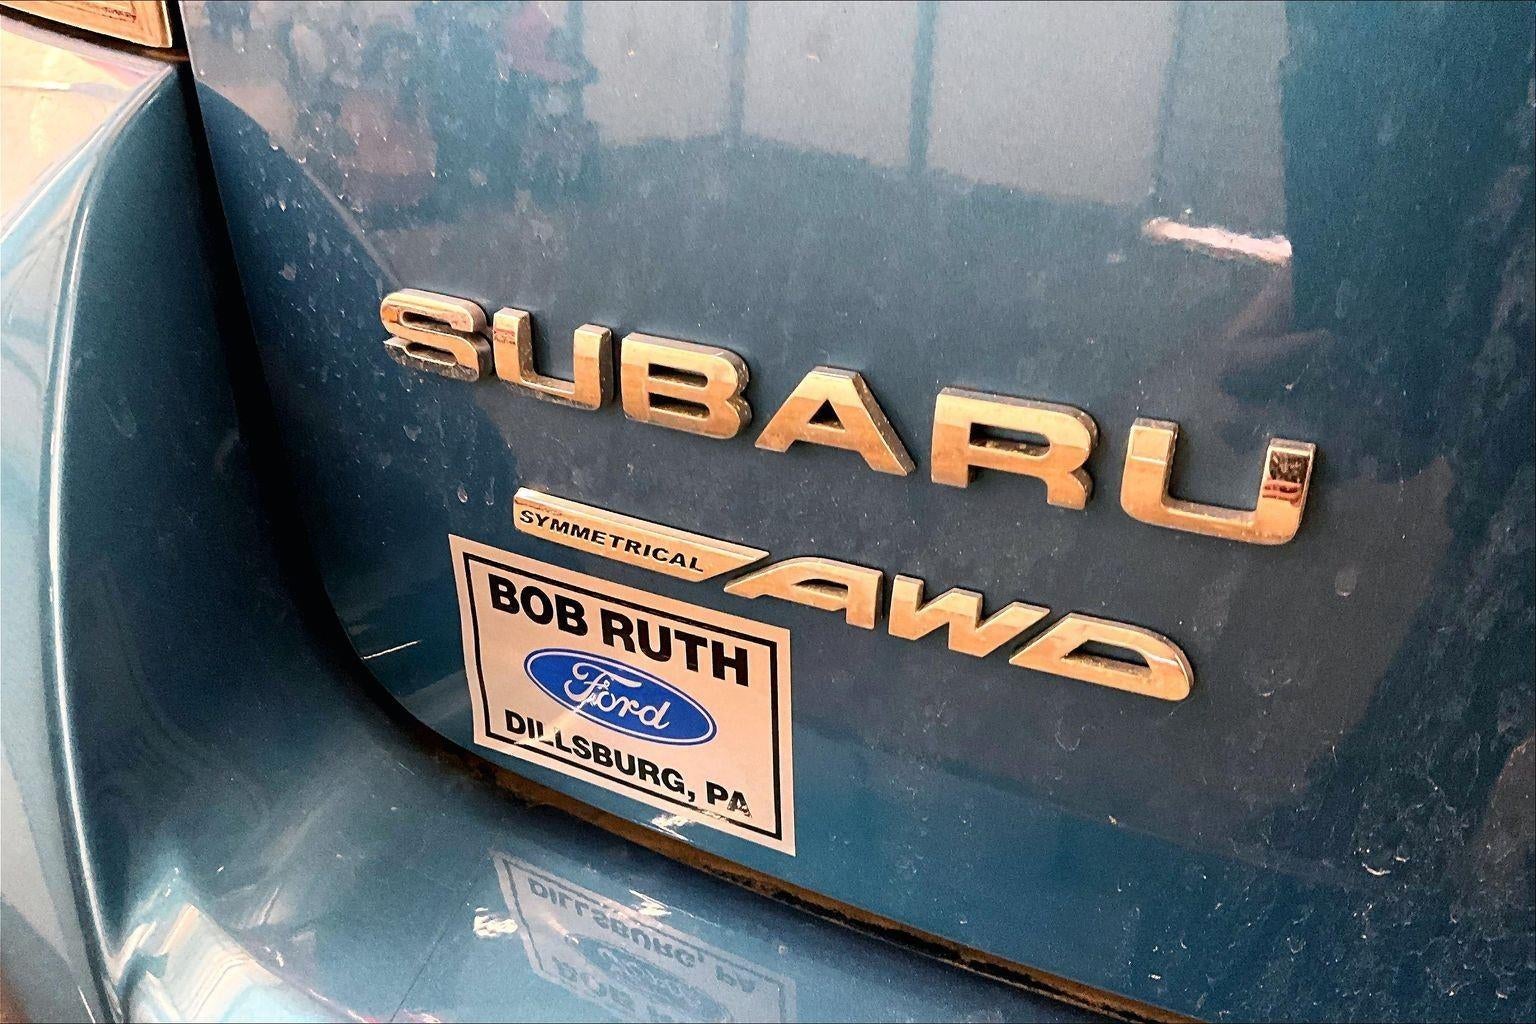 SUBARU
SYMMETRICAL AWD
BOB RUTH
Ford
DILLSBURG, PA